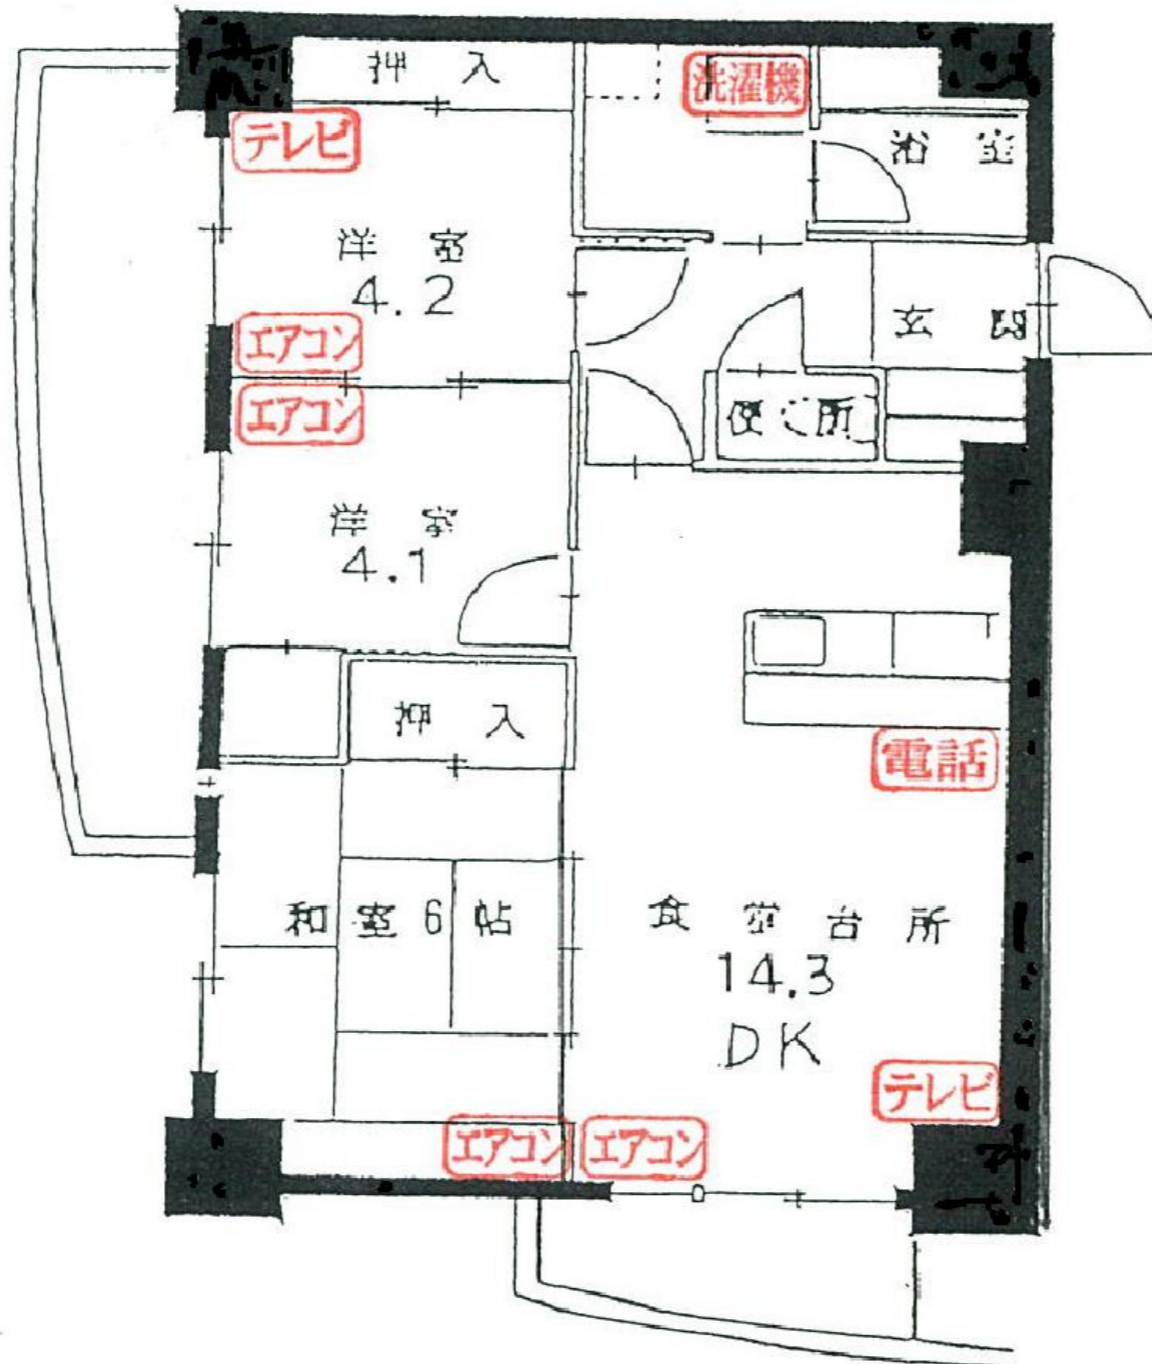 押入
洗濯機
テレビ
浴室
洋室
4.2
エアコン
玄関
エアコン
便所
洋室
4.1
押入
電話
和室6帖
食堂台所
14.3
DK
テレビ
エアコン
エアコン